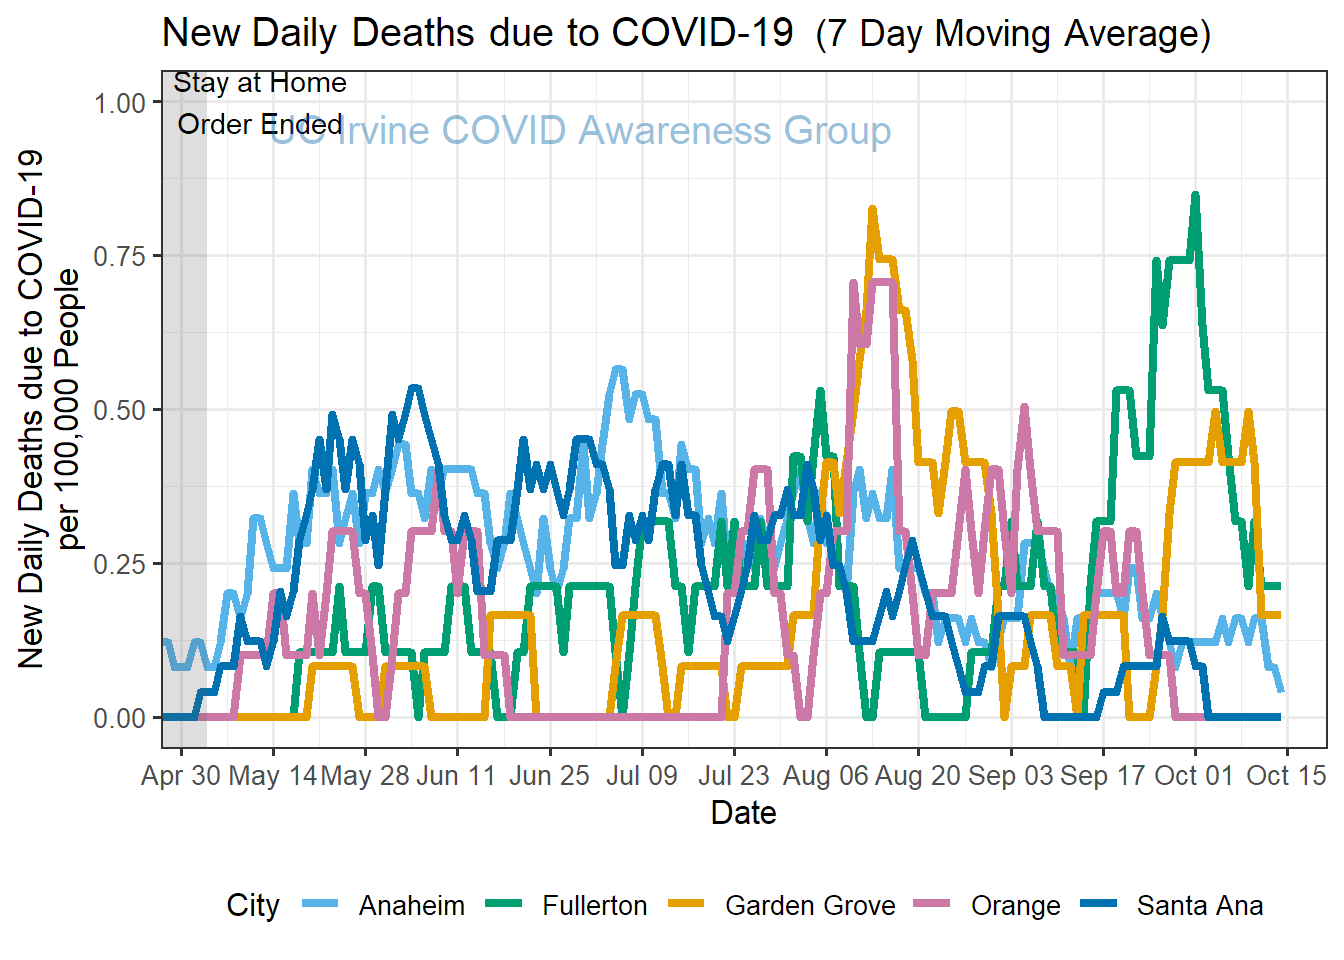 New Daily Deaths due to COVID-19 (7 Day Moving Average)
Stay at Home
Order Ended
UC Irvine COVID Awareness Group
New Daily Deaths due to COVID-19
per 100,000 People
1.00
0.75
0.50
0.25
0.00
Apr 30 May 14 May 28 Jun 11 Jun 25 Jul 09 Jul 23 Aug 06 Aug 20 Sep 03 Sep 17 Oct 01 Oct 15
Date
City Anaheim Fullerton Garden Grove Orange Santa Ana